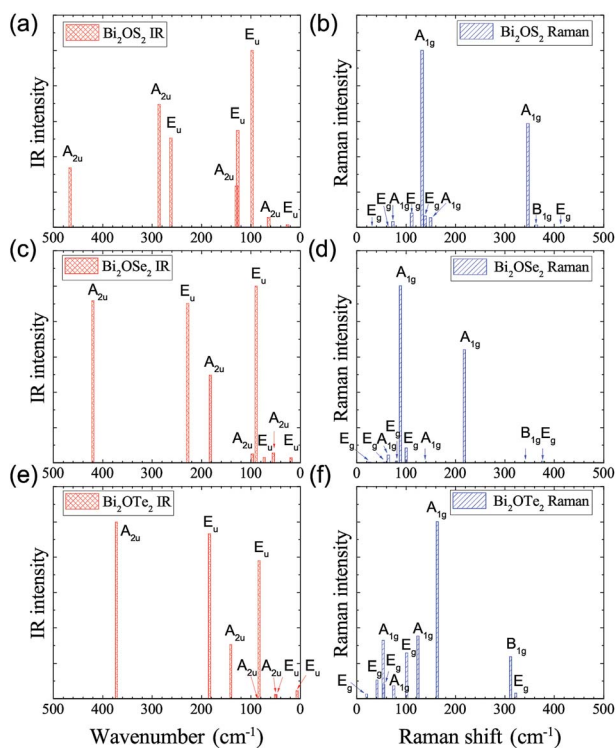 (a)
Bi2OS2 IR
IR intensity
A2u
A2u
Eu
A2u
Eu
Eu
A2u
Eu
500 400 300 200 100 0
(b)
Bi2OS2 Raman
Raman intensity
Eg
Eg
A1g
Eg
A1g
Eg
A1g
A1g
B1g
Eg
0 100 200 300 400 500
(c)
Bi2OSe2 IR
IR intensity
A2u
Eu
A2u
A2u
Eu
Eu
A2u
Eu
500 400 300 200 100 0
(d)
Bi2OSe2 Raman
Raman intensity
Eg
Eg
A1g
Eg
A1g
Eg
A1g
A1g
B1g
Eg
0 100 200 300 400 500
(e)
Bi2OTe2 IR
IR intensity
A2u
Eu
A2u
A2u
Eu
A2u
Eu
Eu
500 400 300 200 100 0
Wavenumber (cm-1)
(f)
Bi2OTe2 Raman
Raman intensity
Eg
Eg
A1g
Eg
A1g
Eg
A1g
A1g
B1g
Eg
0 100 200 300 400 500
Raman shift (cm-1)